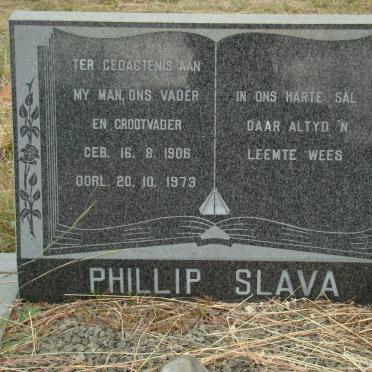 TER GEDAGTENIS AAN
MY MAN, ONS VADER
EN GROOTVADER
GEB. 16. 8. 1906
OORL. 20. 10. 1973
IN ONS HARTE SAL
DAAR ALTYD 'N
LEEMTE WEES
PHILLIP SLAVA